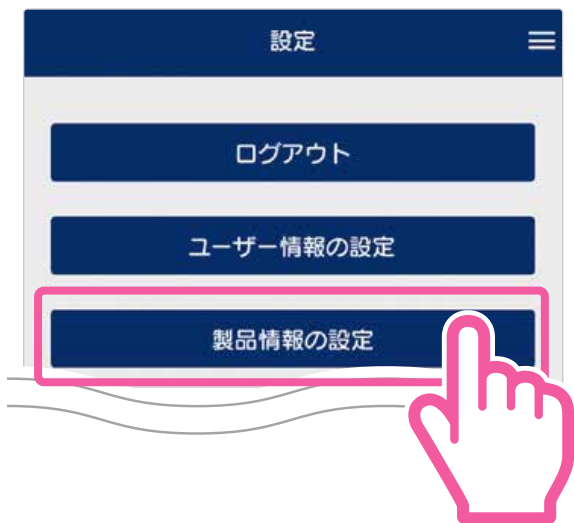 設定
ログアウト
ユーザー情報の設定
製品情報の設定